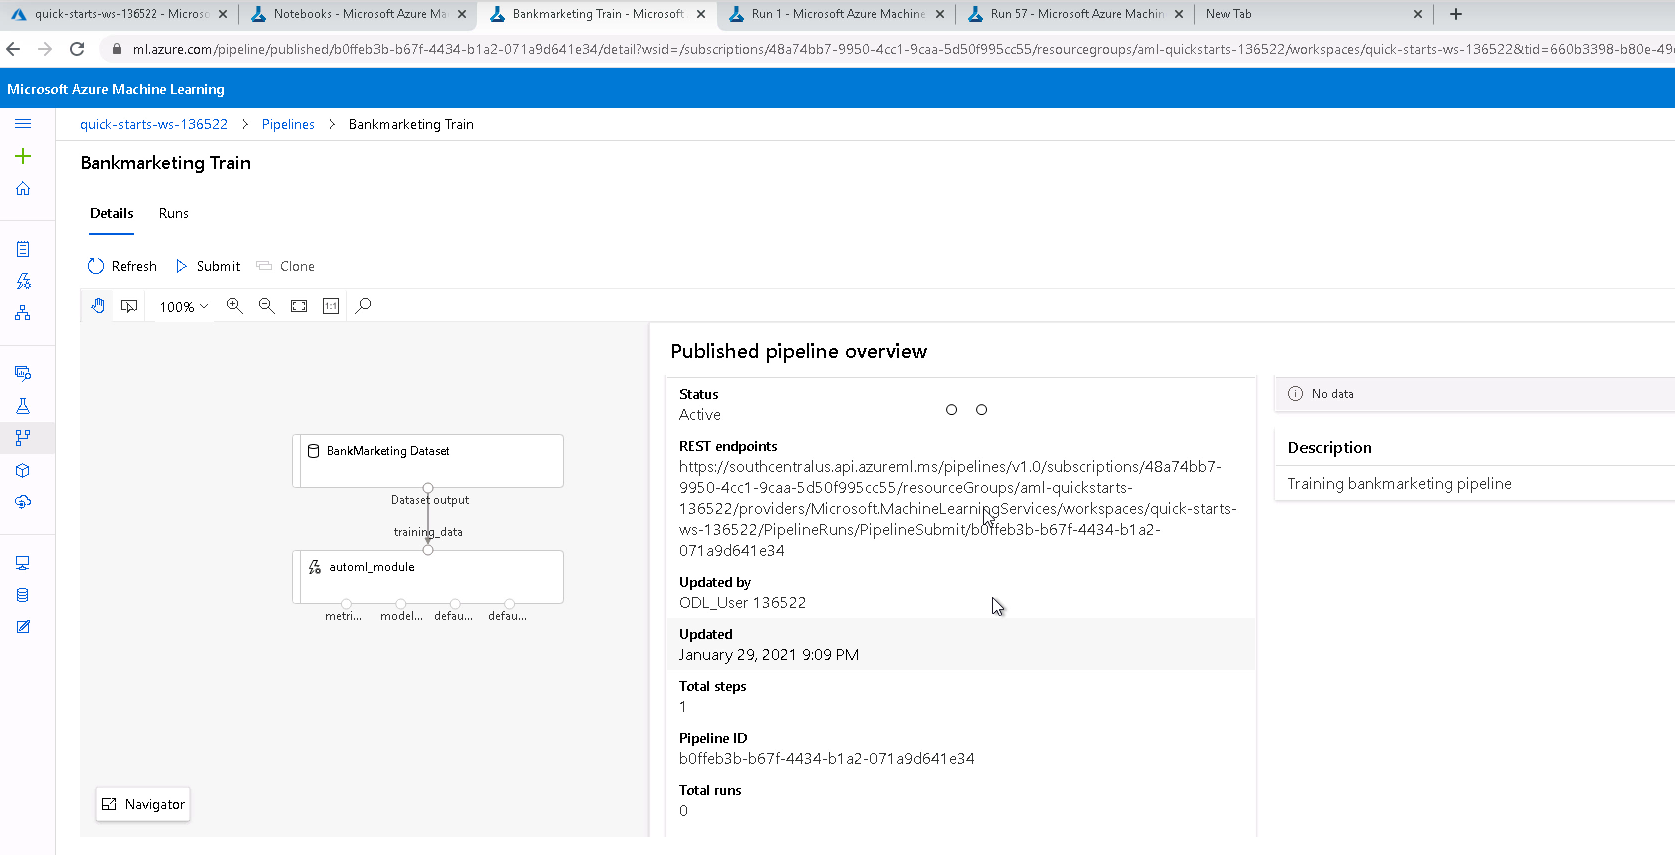 quick-starts-ws-136522 - Microso
Notebooks - Microsoft Azure Ma
Bankmarketing Train - Microsoft
Run 1 - Microsoft Azure Machine
Run 57 - Microsoft Azure Machin
New Tab
ml.azure.com/pipeline/published/b0ffeb3b-b67f-4434-b1a2-071a9d641e34/detail?wsid=/subscriptions/48a74bb7-9950-4cc1-9caa-5d50f995cc55/resourcegroups/aml-quickstarts-136522/workspaces/quick-starts-ws-136522&tid=660b3398-b80e-49
Microsoft Azure Machine Learning
quick-starts-ws-136522 > Pipelines > Bankmarketing Train
Bankmarketing Train
Details Runs
Refresh Submit Clone
100% 1:1
BankMarketing Dataset
Dataset output
training_data
automl_module
metri... model... defau... defau...
Navigator
Published pipeline overview
Status
Active
REST endpoints
https://southcentralus.api.azureml.ms/pipelines/v1.0/subscriptions/48a74bb7-
9950-4cc1-9caa-5d50f995cc55/resourceGroups/aml-quickstarts-
136522/providers/Microsoft.MachineLearningServices/workspaces/quick-starts-
ws-136522/PipelineRuns/PipelineSubmit/b0ffeb3b-b67f-4434-b1a2-
071a9d641e34
Updated by
ODL_User 136522
Updated
January 29, 2021 9:09 PM
Total steps
1
Pipeline ID
b0ffeb3b-b67f-4434-b1a2-071a9d641e34
Total runs
0
No data
Description
Training bankmarketing pipeline